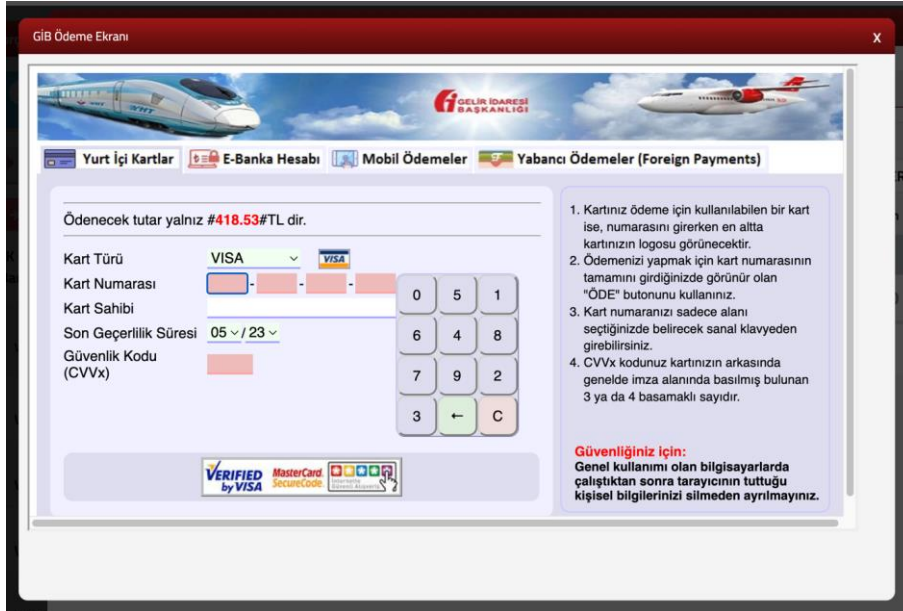 GİB Ödeme Ekranı
x
GELİR İDARESİ
BAŞKANLIĞI
Yurt İçi Kartlar
E-Banka Hesabı
Mobil Ödemeler
Yabancı Ödemeler (Foreign Payments)
Ödenecek tutar yalnız #418.53#TL dir.
Kart Türü VISA VISA
Kart Numarası - - -
Kart Sahibi
Son Geçerlilik Süresi 05 / 23
Güvenlik Kodu
(CVVx)
0 5 1
6 4 8
7 9 2
3 ← C
VERIFIED
by VISA
MasterCard.
SecureCode.
1. Kartınız ödeme için kullanılabilen bir kart
ise, numarasını girerken en altta
kartınızın logosu görünecektir.
2. Ödemenizi yapmak için kart numarasının
tamamını girdiğinizde görünür olan
"ÖDE" butonunu kullanınız.
3. Kart numaranızı sadece alanı
seçtiğinizde belirecek sanal klavyeden
girebilirsiniz.
4. CVVx kodunuz kartınızın arkasında
genelde imza alanında basılmış bulunan
3 ya da 4 basamaklı sayıdır.
Güvenliğiniz için:
Genel kullanımı olan bilgisayarlarda
çalıştıktan sonra tarayıcının tuttuğu
kişisel bilgilerinizi silmeden ayrılmayınız.